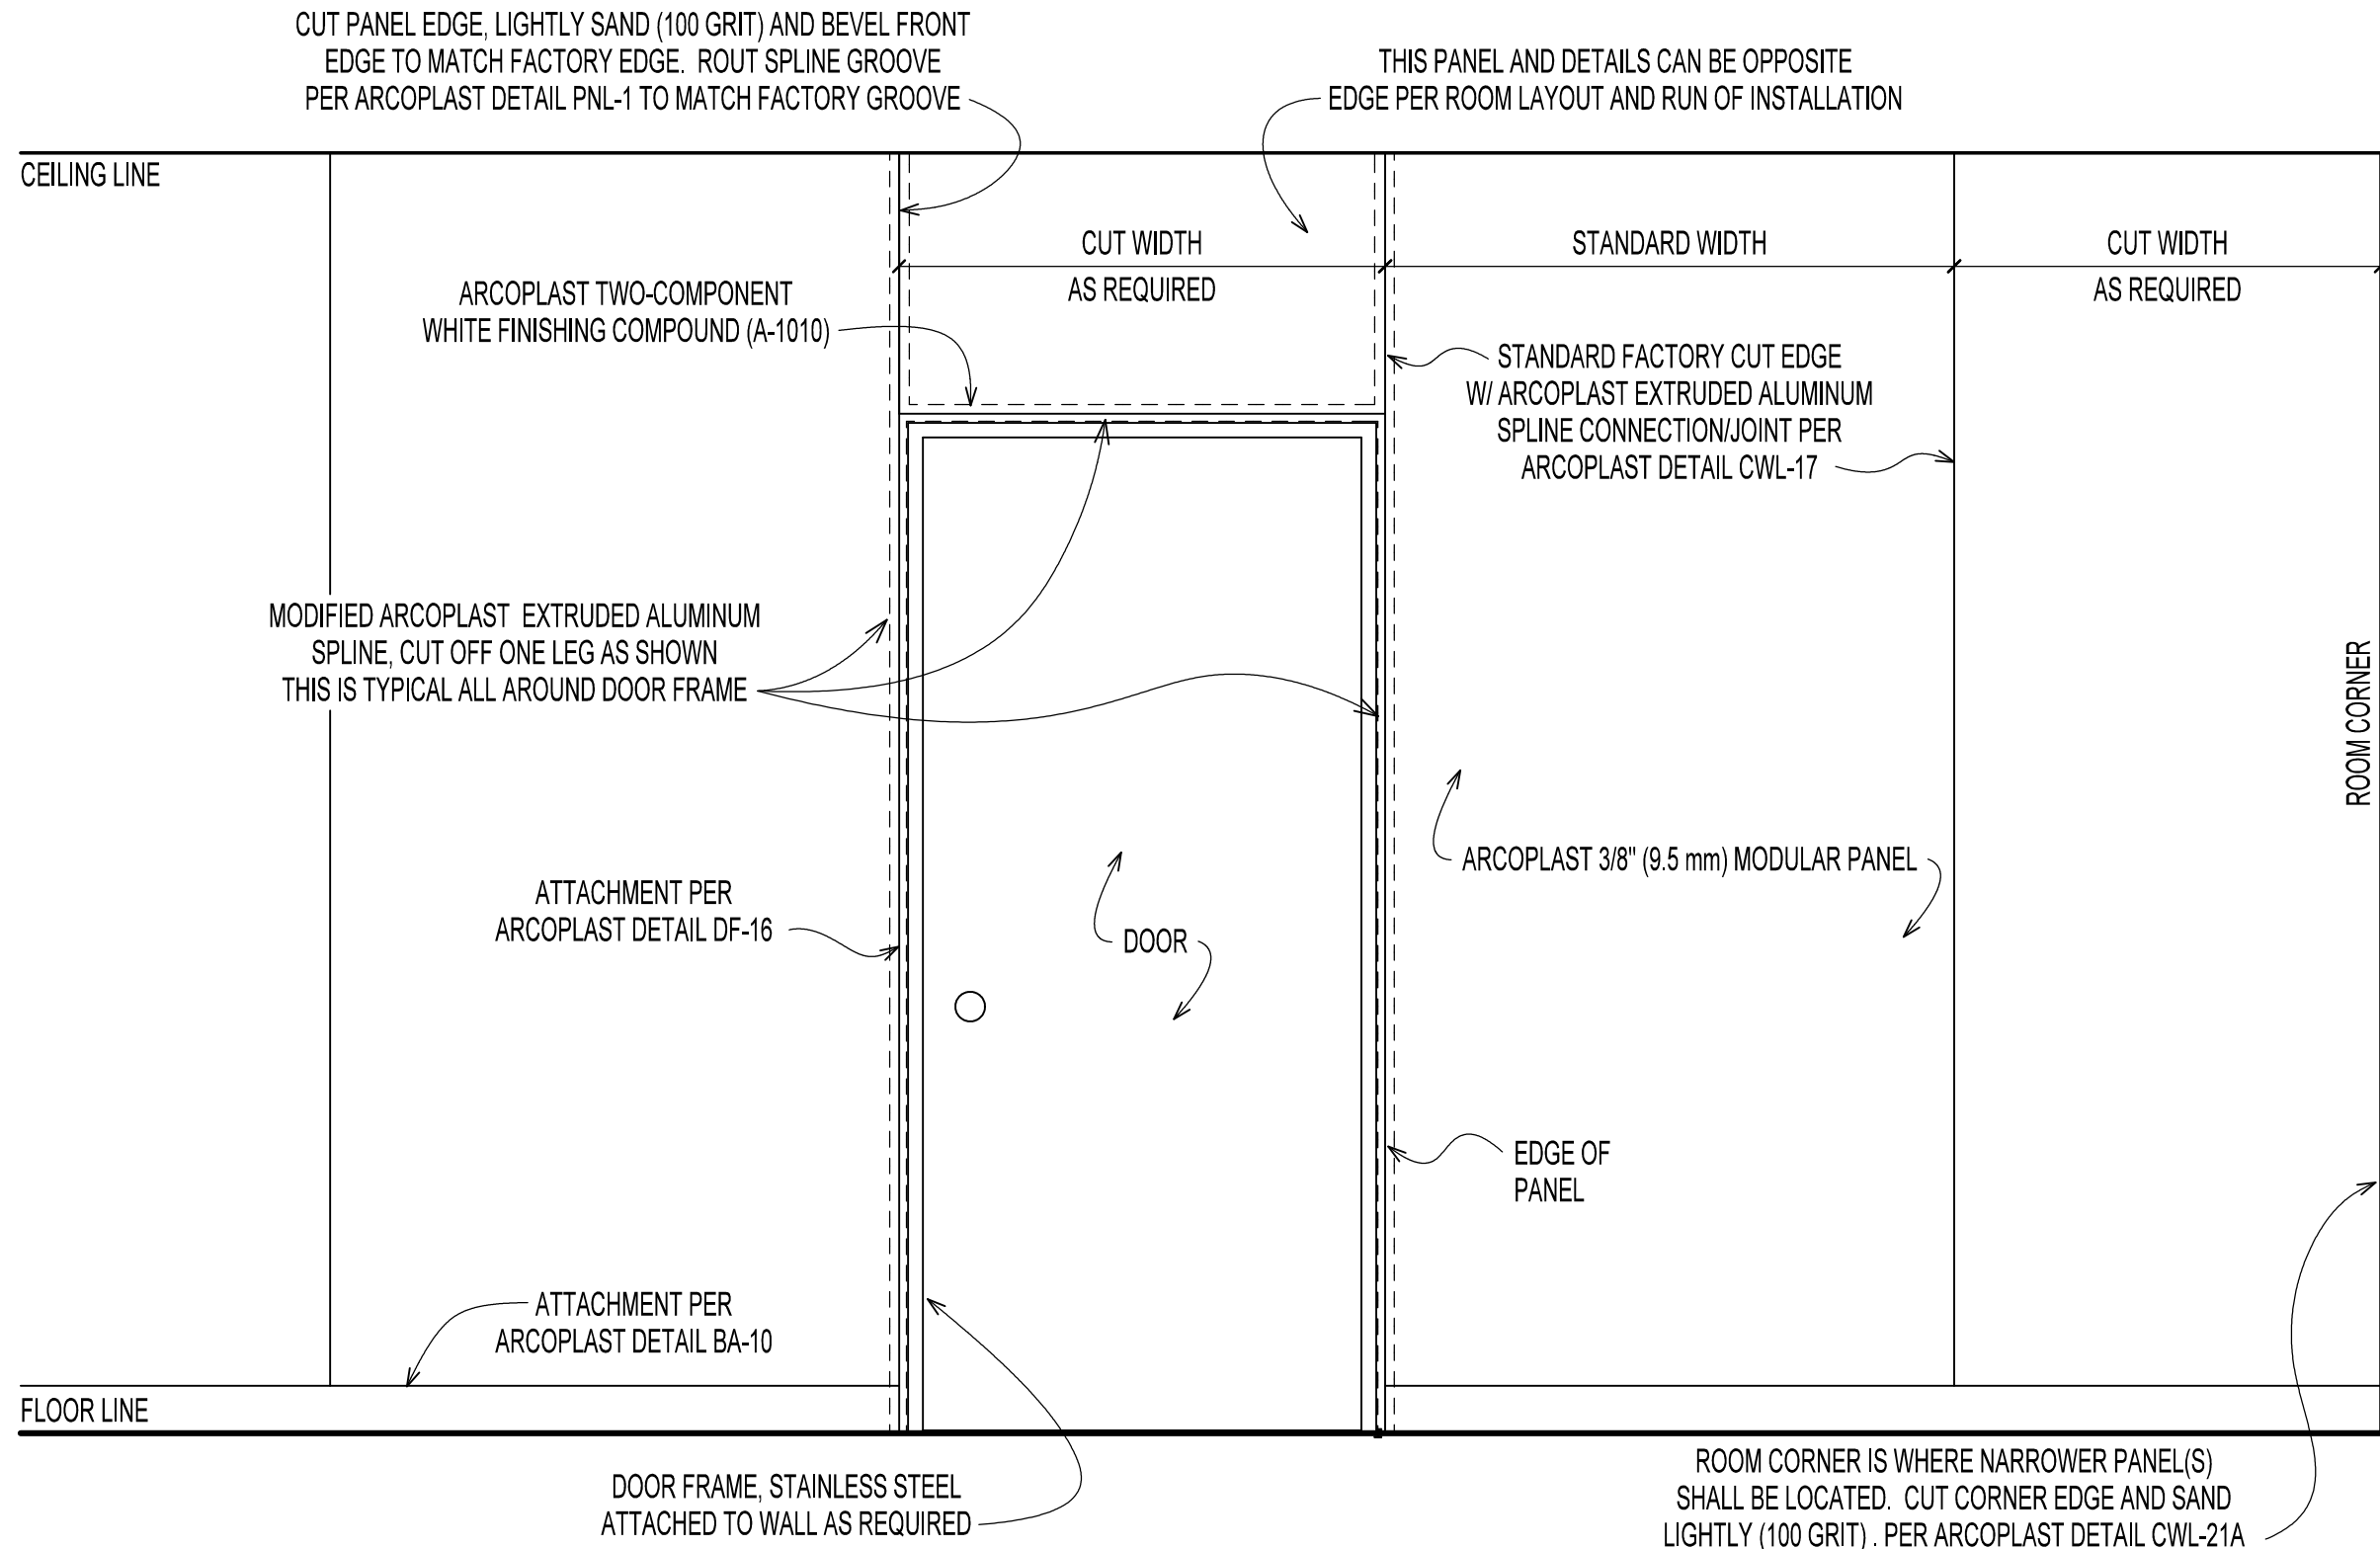 CUT PANEL EDGE, LIGHTLY SAND (100 GRIT) AND BEVEL FRONT
EDGE TO MATCH FACTORY EDGE. ROUT SPLINE GROOVE
PER ARCOPLAST DETAIL PNL-1 TO MATCH FACTORY GROOVE
THIS PANEL AND DETAILS CAN BE OPPOSITE
EDGE PER ROOM LAYOUT AND RUN OF INSTALLATION
CEILING LINE
CUT WIDTH
AS REQUIRED
STANDARD WIDTH
CUT WIDTH
AS REQUIRED
ARCOPLAST TWO-COMPONENT
WHITE FINISHING COMPOUND (A-1010)
STANDARD FACTORY CUT EDGE
W/ ARCOPLAST EXTRUDED ALUMINUM
SPLINE CONNECTION/JOINT PER
ARCOPLAST DETAIL CWL-17
MODIFIED ARCOPLAST EXTRUDED ALUMINUM
SPLINE, CUT OFF ONE LEG AS SHOWN
THIS IS TYPICAL ALL AROUND DOOR FRAME
ROOM CORNER
ARCOPLAST 3/8" (9.5 mm) MODULAR PANEL
ATTACHMENT PER
ARCOPLAST DETAIL DF-16
DOOR
EDGE OF
PANEL
ATTACHMENT PER
ARCOPLAST DETAIL BA-10
FLOOR LINE
DOOR FRAME, STAINLESS STEEL
ATTACHED TO WALL AS REQUIRED
ROOM CORNER IS WHERE NARROWER PANEL(S)
SHALL BE LOCATED. CUT CORNER EDGE AND SAND
LIGHTLY (100 GRIT) . PER ARCOPLAST DETAIL CWL-21A